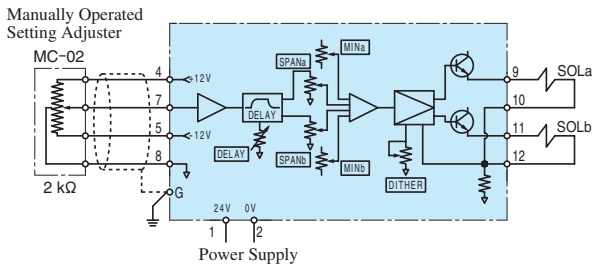 Manually Operated
Setting Adjuster
MC-02
2 kΩ
4
7
5
8
G
+12V
-12V
DELAY
DELAY
SPANa
SPANb
MINa
MINb
DITHER
9
10
11
12
SOLa
SOLb
24V 0V
1 2
Power Supply